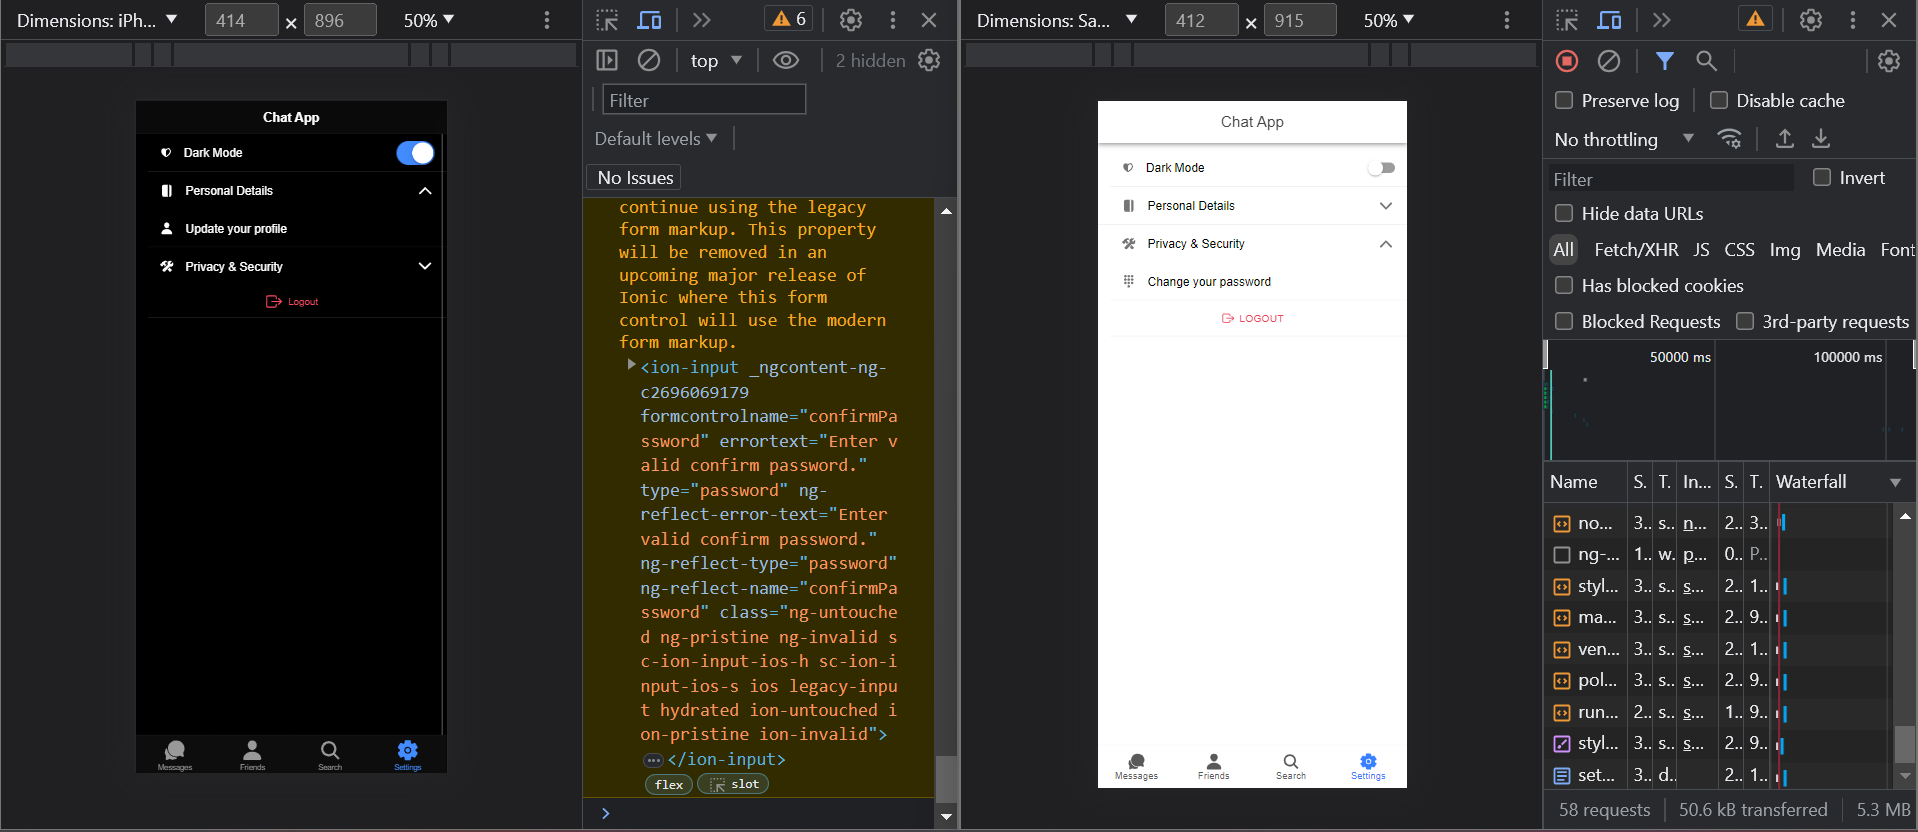 Dimensions: iPh... 414 × 896 50%
Chat App
Dark Mode
Personal Details
Update your profile
Privacy & Security
Logout
Messages Friends Search Settings
6
top 2 hidden
Filter
Default levels
No Issues
continue using the legacy
form markup. This property
will be removed in an
upcoming major release of
Ionic where this form
control will use the modern
form markup.
<ion-input _ngcontent-ng-
c2696069179
formcontrolname="confirmPa
ssword" errortext="Enter v
alid confirm password."
type="password" ng-
reflect-error-text="Enter
valid confirm password."
ng-reflect-type="password"
ng-reflect-name="confirmPa
ssword" class="ng-untouche
d ng-pristine ng-invalid s
c-ion-input-ios-h sc-ion-i
nput-ios-s ios legacy-inpu
t hydrated ion-untouched i
on-pristine ion-invalid">
… </ion-input>
flex slot
Dimensions: Sa... 412 × 915 50%
Chat App
Dark Mode
Personal Details
Privacy & Security
Change your password
LOGOUT
Messages Friends Search Settings
Preserve log Disable cache
No throttling
Filter Invert
Hide data URLs
All Fetch/XHR JS CSS Img Media Font
Has blocked cookies
Blocked Requests 3rd-party requests
50000 ms 100000 ms
Name S. T. In... S. T. Waterfall
no... 3.. s.. n... 2.. 3..
ng-... 1.. w. p... 0.. P..
styl... 3.. s.. s... 2.. 1..
ma... 3.. s.. s... 2.. 9..
ven... 3.. s.. s... 2.. 1..
pol... 3.. s.. s... 2.. 9..
run... 2.. s.. s... 1.. 9..
styl... 3.. s.. s... 2.. 9..
set... 3.. d.. 2.. 1..
58 requests 50.6 kB transferred 5.3 MB